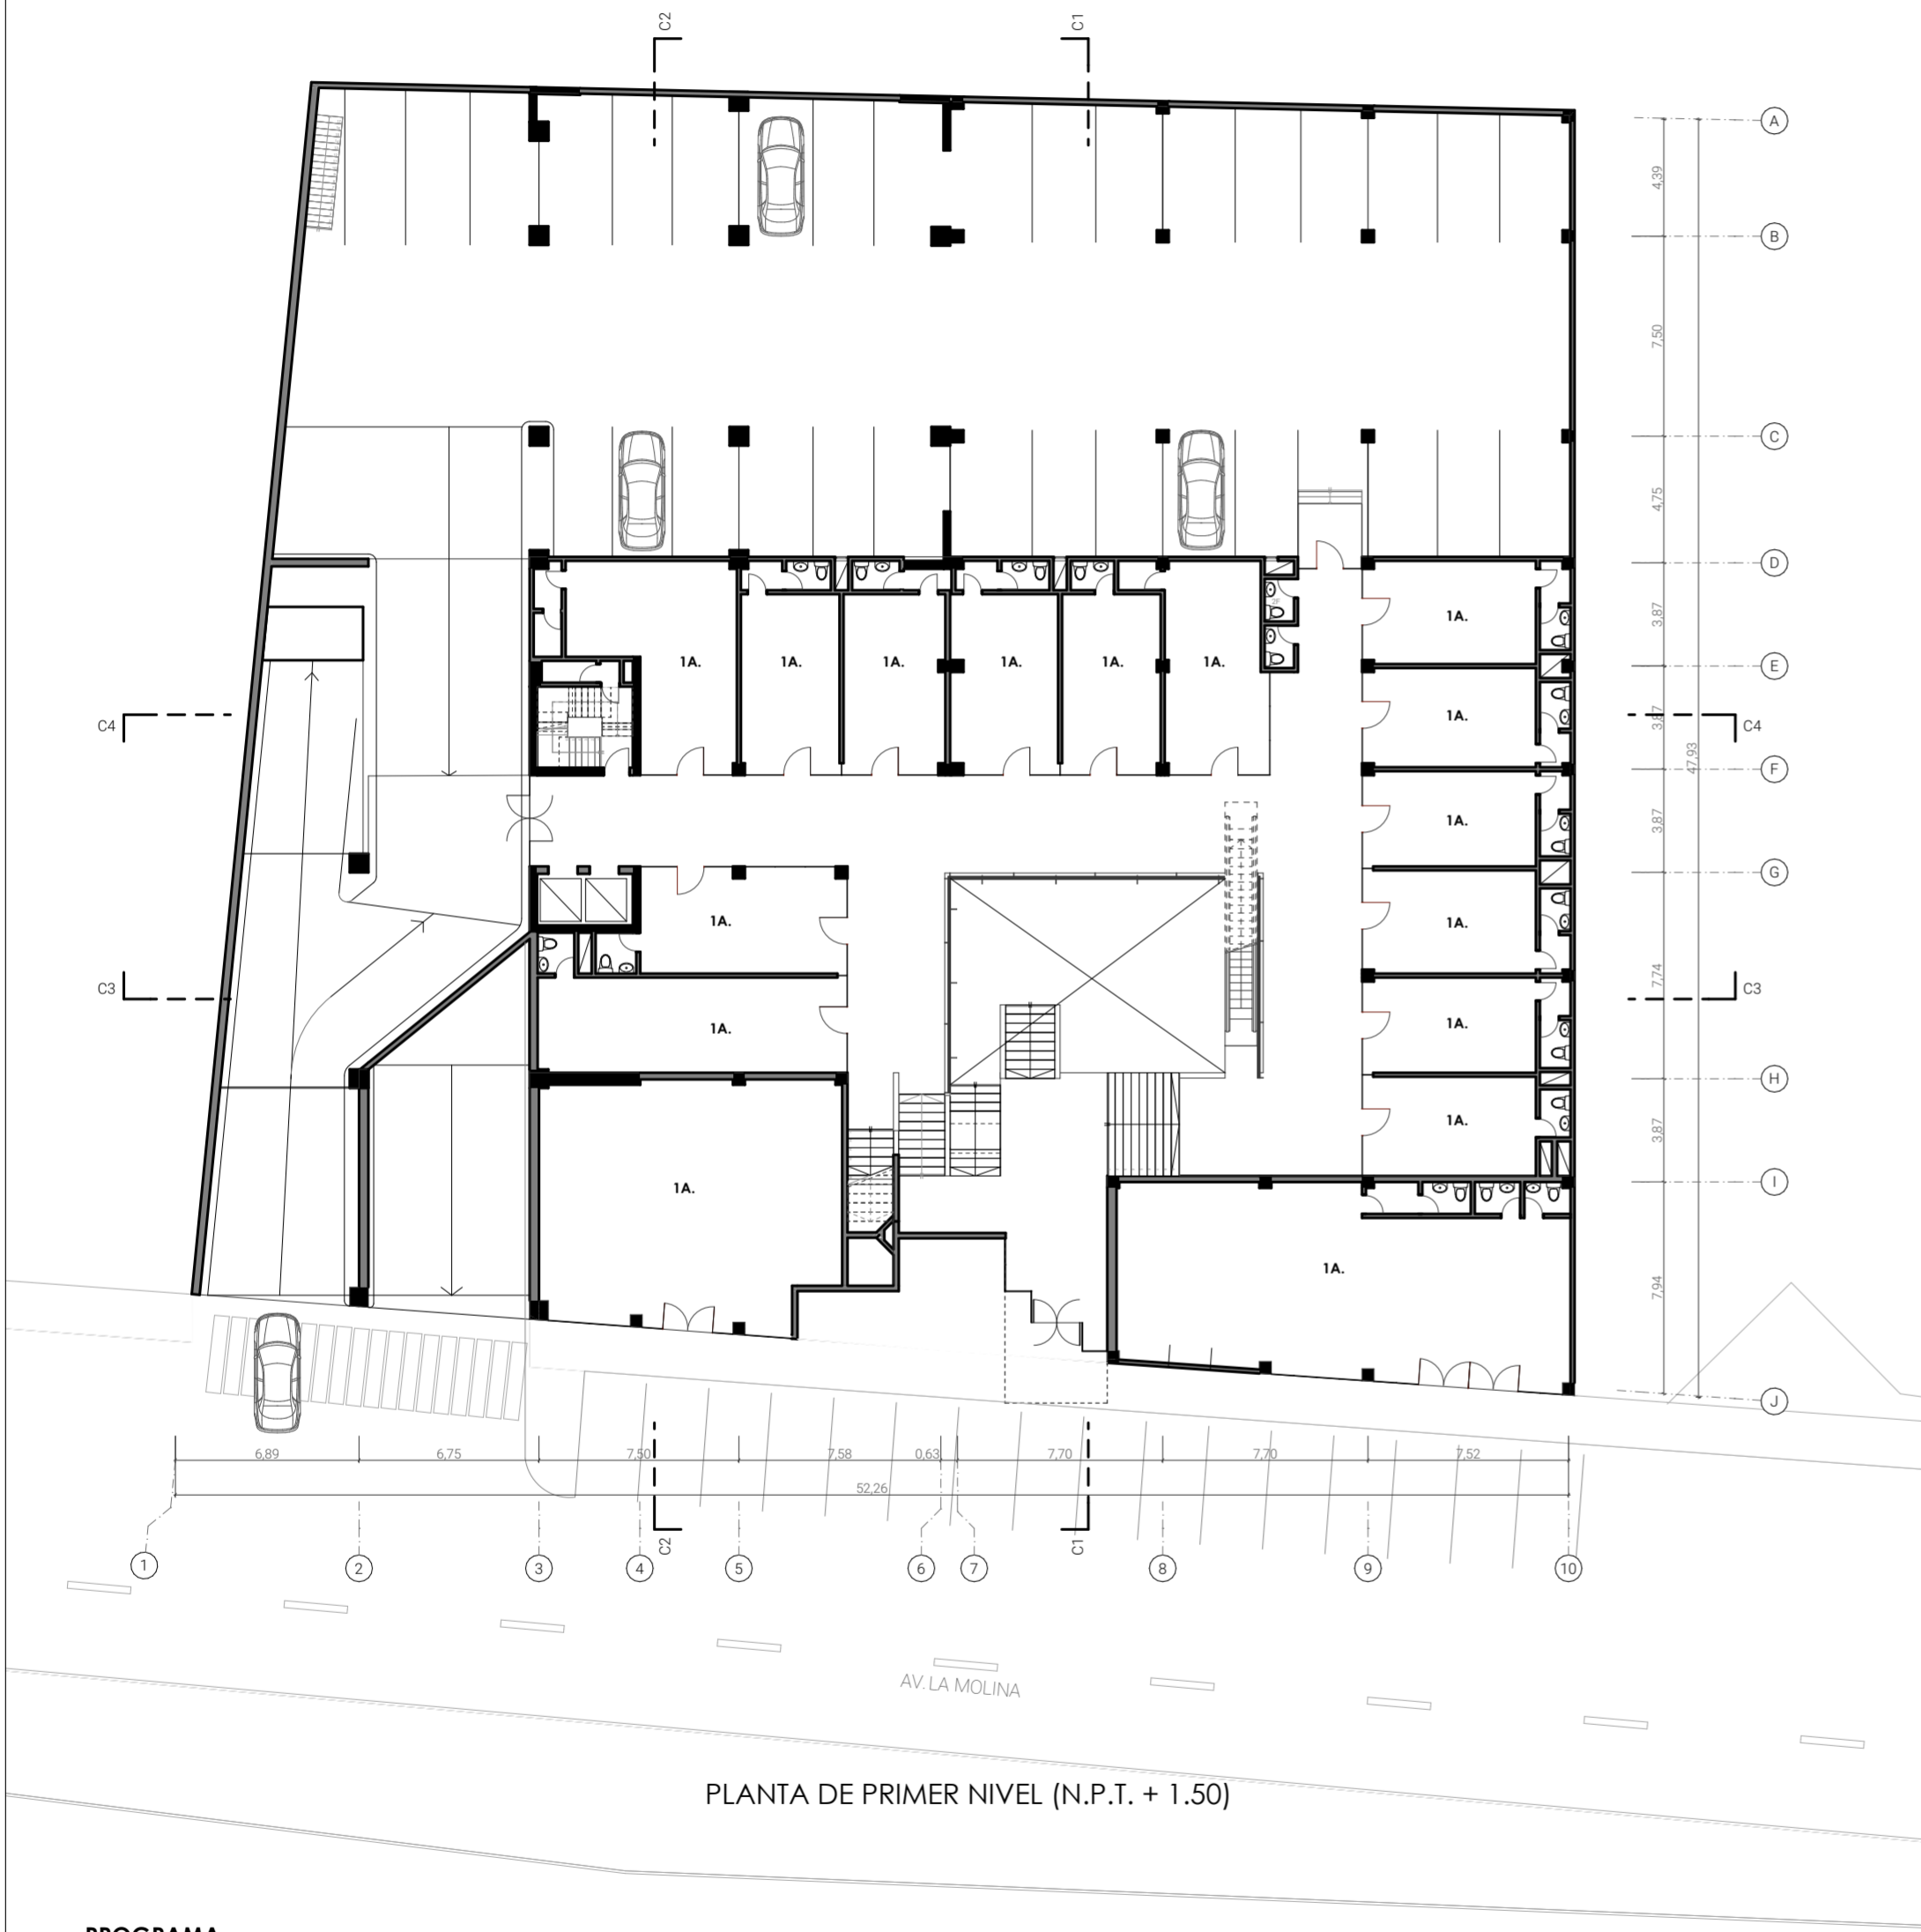 C2
C1
A
4,39
B
7,50
C
4,75
D
3,87
1A.
1A. 1A. 1A. 1A. 1A. 1A.
E
3,87
1A.
C4
C4
47,93
F
3,87
1A.
G
1A.
1A.
7,74
C3
C3
1A.
1A.
H
3,87
1A.
I
1A.
1A.
7,94
J
6,89 6,75 7,50 7,58 0,63 7,70 7,70 7,52
52,26
C2
C1
1 2 3 4 5 6 7 8 9 10
AV. LA MOLINA
PLANTA DE PRIMER NIVEL (N.P.T. + 1.50)
PROGRAMA